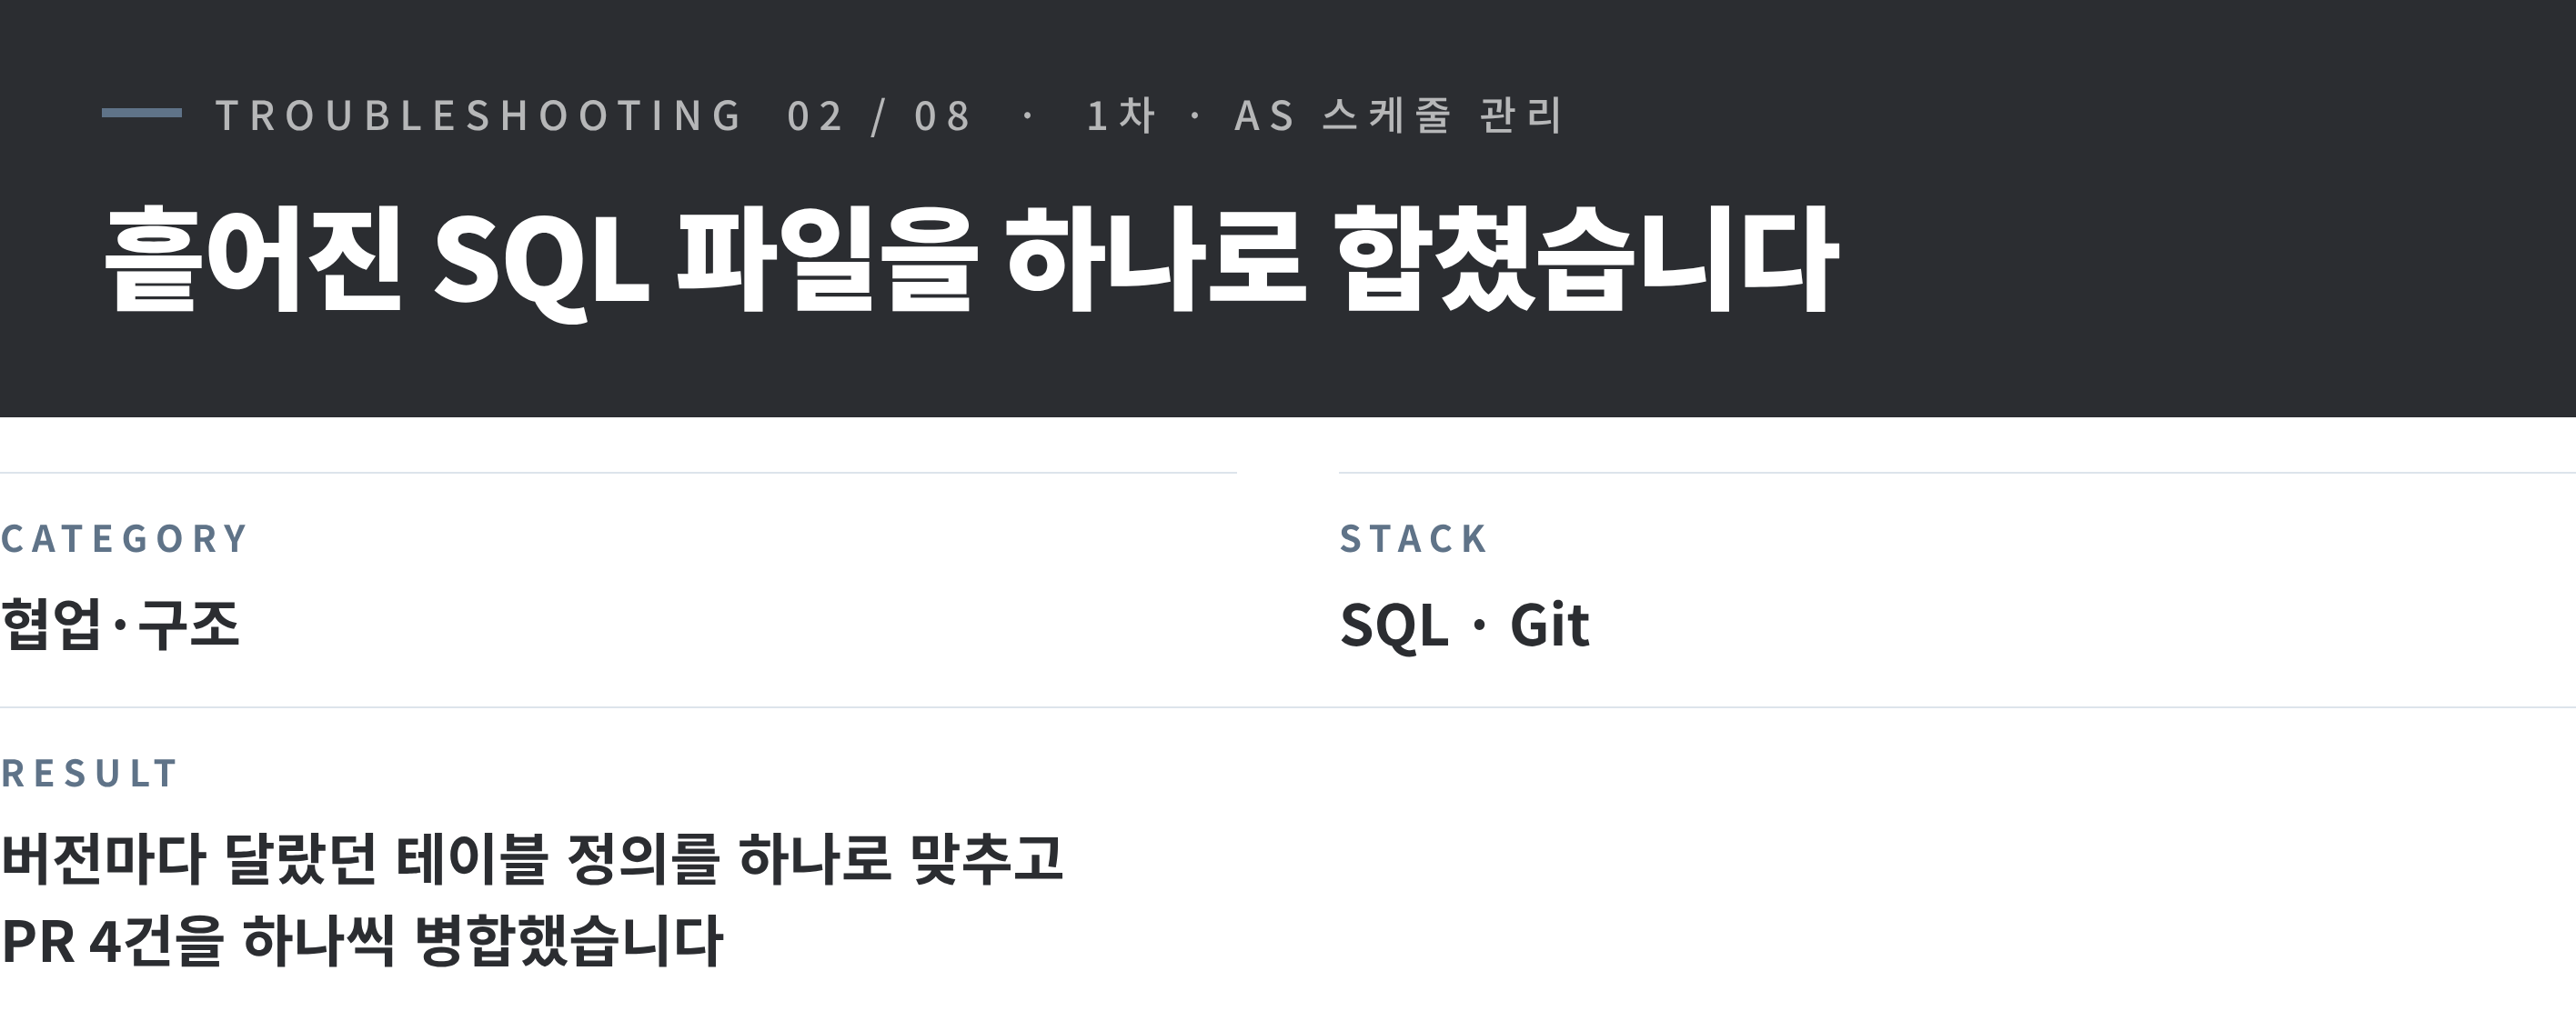 TROUBLESHOOTING 02 / 08 · 1차 · AS 스케줄 관리
흩어진 SQL 파일을 하나로 합쳤습니다
CATEGORY
협업·구조
STACK
SQL · Git
RESULT
버전마다 달랐던 테이블 정의를 하나로 맞추고
PR 4건을 하나씩 병합했습니다